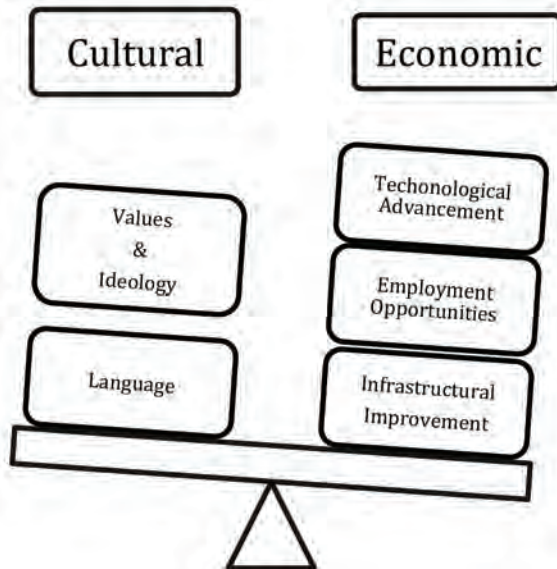 Cultural
Economic
Values
&
Ideology
Language
Techonological
Advancement
Employment
Opportunities
Infrastructural
Improvement